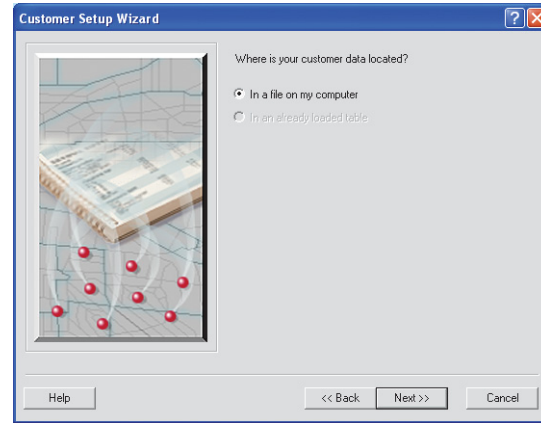 Customer Setup Wizard
Where is your customer data located?
In a file on my computer
In an already loaded table
Help
<< Back
Next >>
Cancel